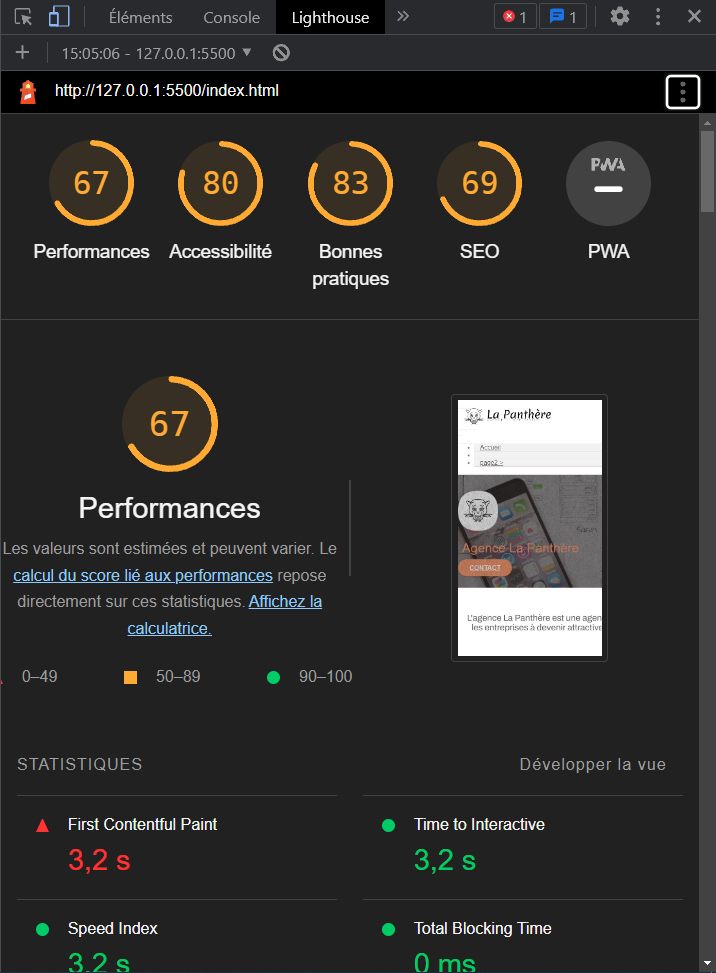 Éléments
Console
Lighthouse
1
1
15:05:06 - 127.0.0.1:5500
http://127.0.0.1:5500/index.html
67
80
83
69
PWA
Performances
Accessibilité
Bonnes
pratiques
SEO
PWA
67
Performances
Les valeurs sont estimées et peuvent varier. Le
calcul du score lié aux performances repose
directement sur ces statistiques. Affichez la
calculatrice.
0–49
50–89
90–100
La Panthère
Accueil
page2 >
Agence La Panthère
CONTACT
L'agence La Panthère est une agen
les entreprises à devenir attractive
STATISTIQUES
Développer la vue
First Contentful Paint
3,2 s
Time to Interactive
3,2 s
Speed Index
3,2 s
Total Blocking Time
0 ms